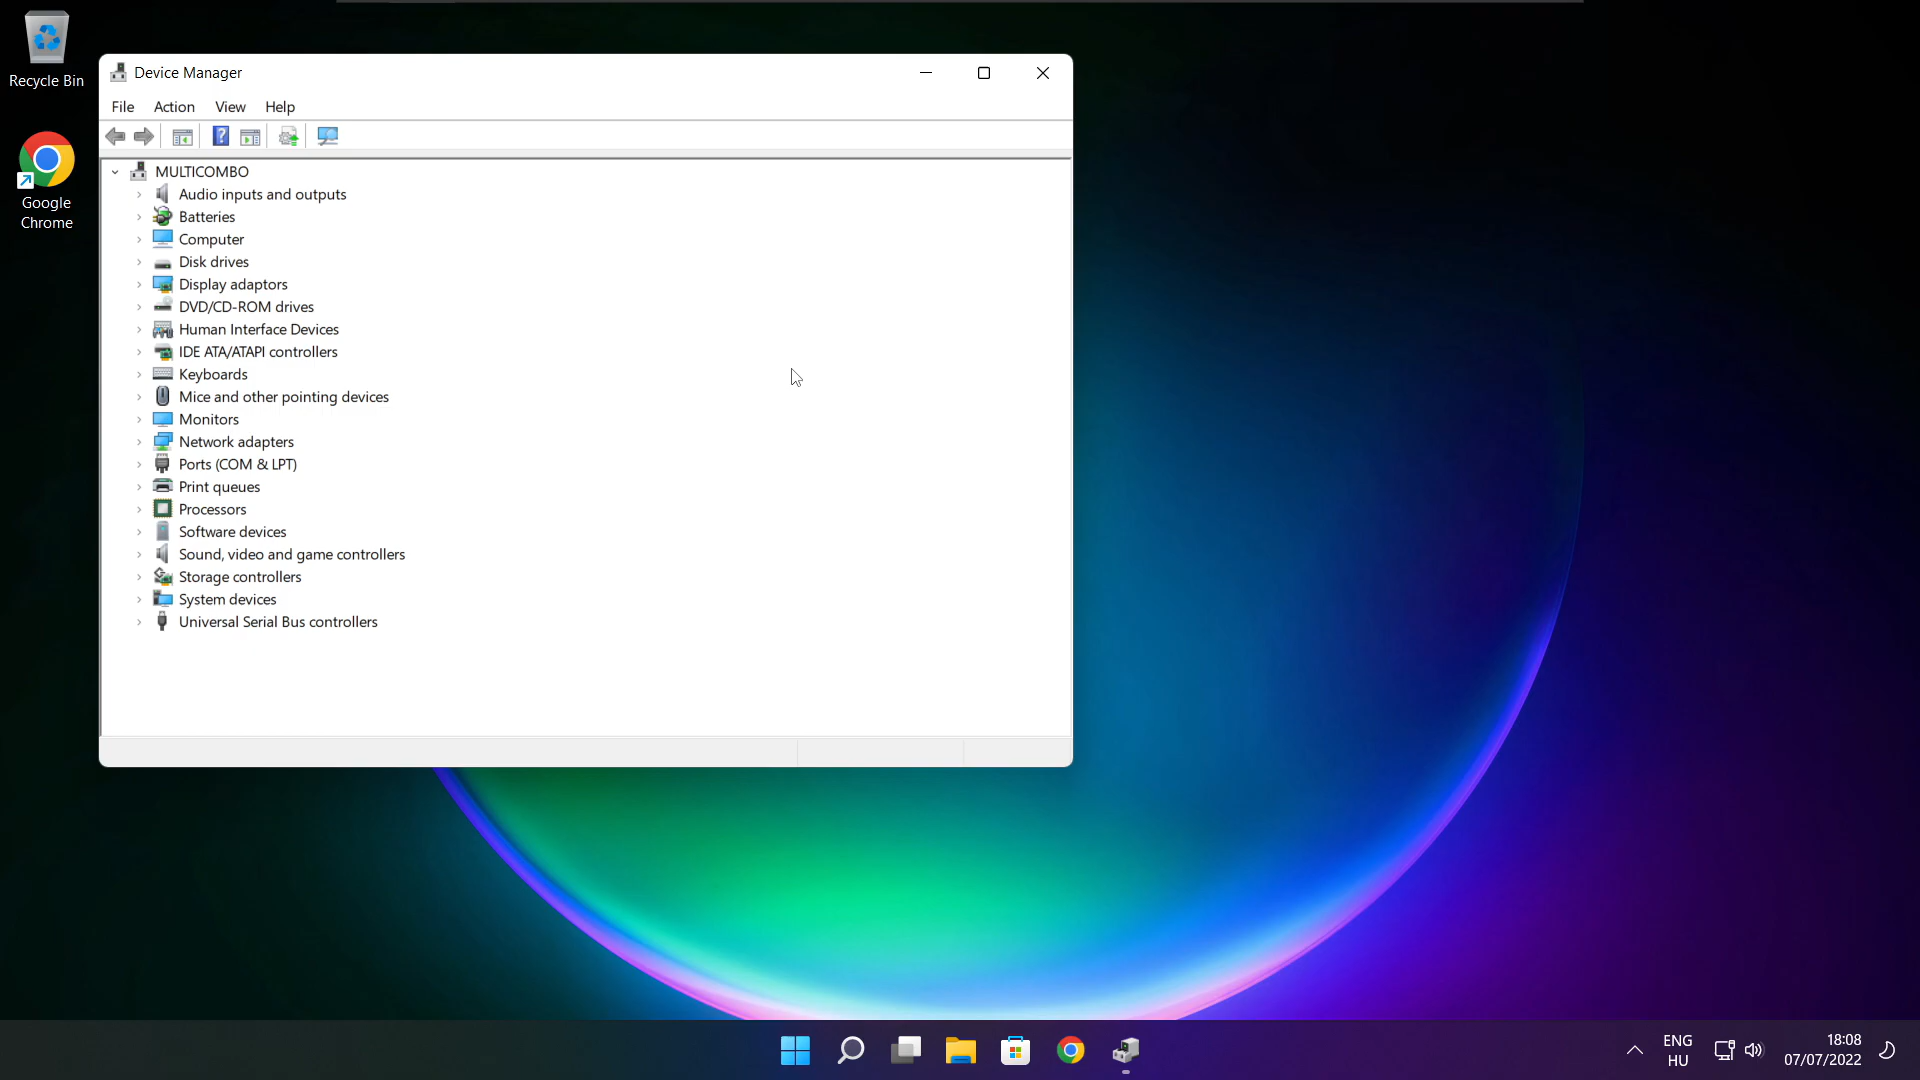 Recycle Bin
Google
Chrome
Device Manager
File Action View Help
MULTICOMBO
Audio inputs and outputs
Batteries
Computer
Disk drives
Display adaptors
DVD/CD-ROM drives
Human Interface Devices
IDE ATA/ATAPI controllers
Keyboards
Mice and other pointing devices
Monitors
Network adapters
Ports (COM & LPT)
Print queues
Processors
Software devices
Sound, video and game controllers
Storage controllers
System devices
Universal Serial Bus controllers
ENG
HU
18:08
07/07/2022